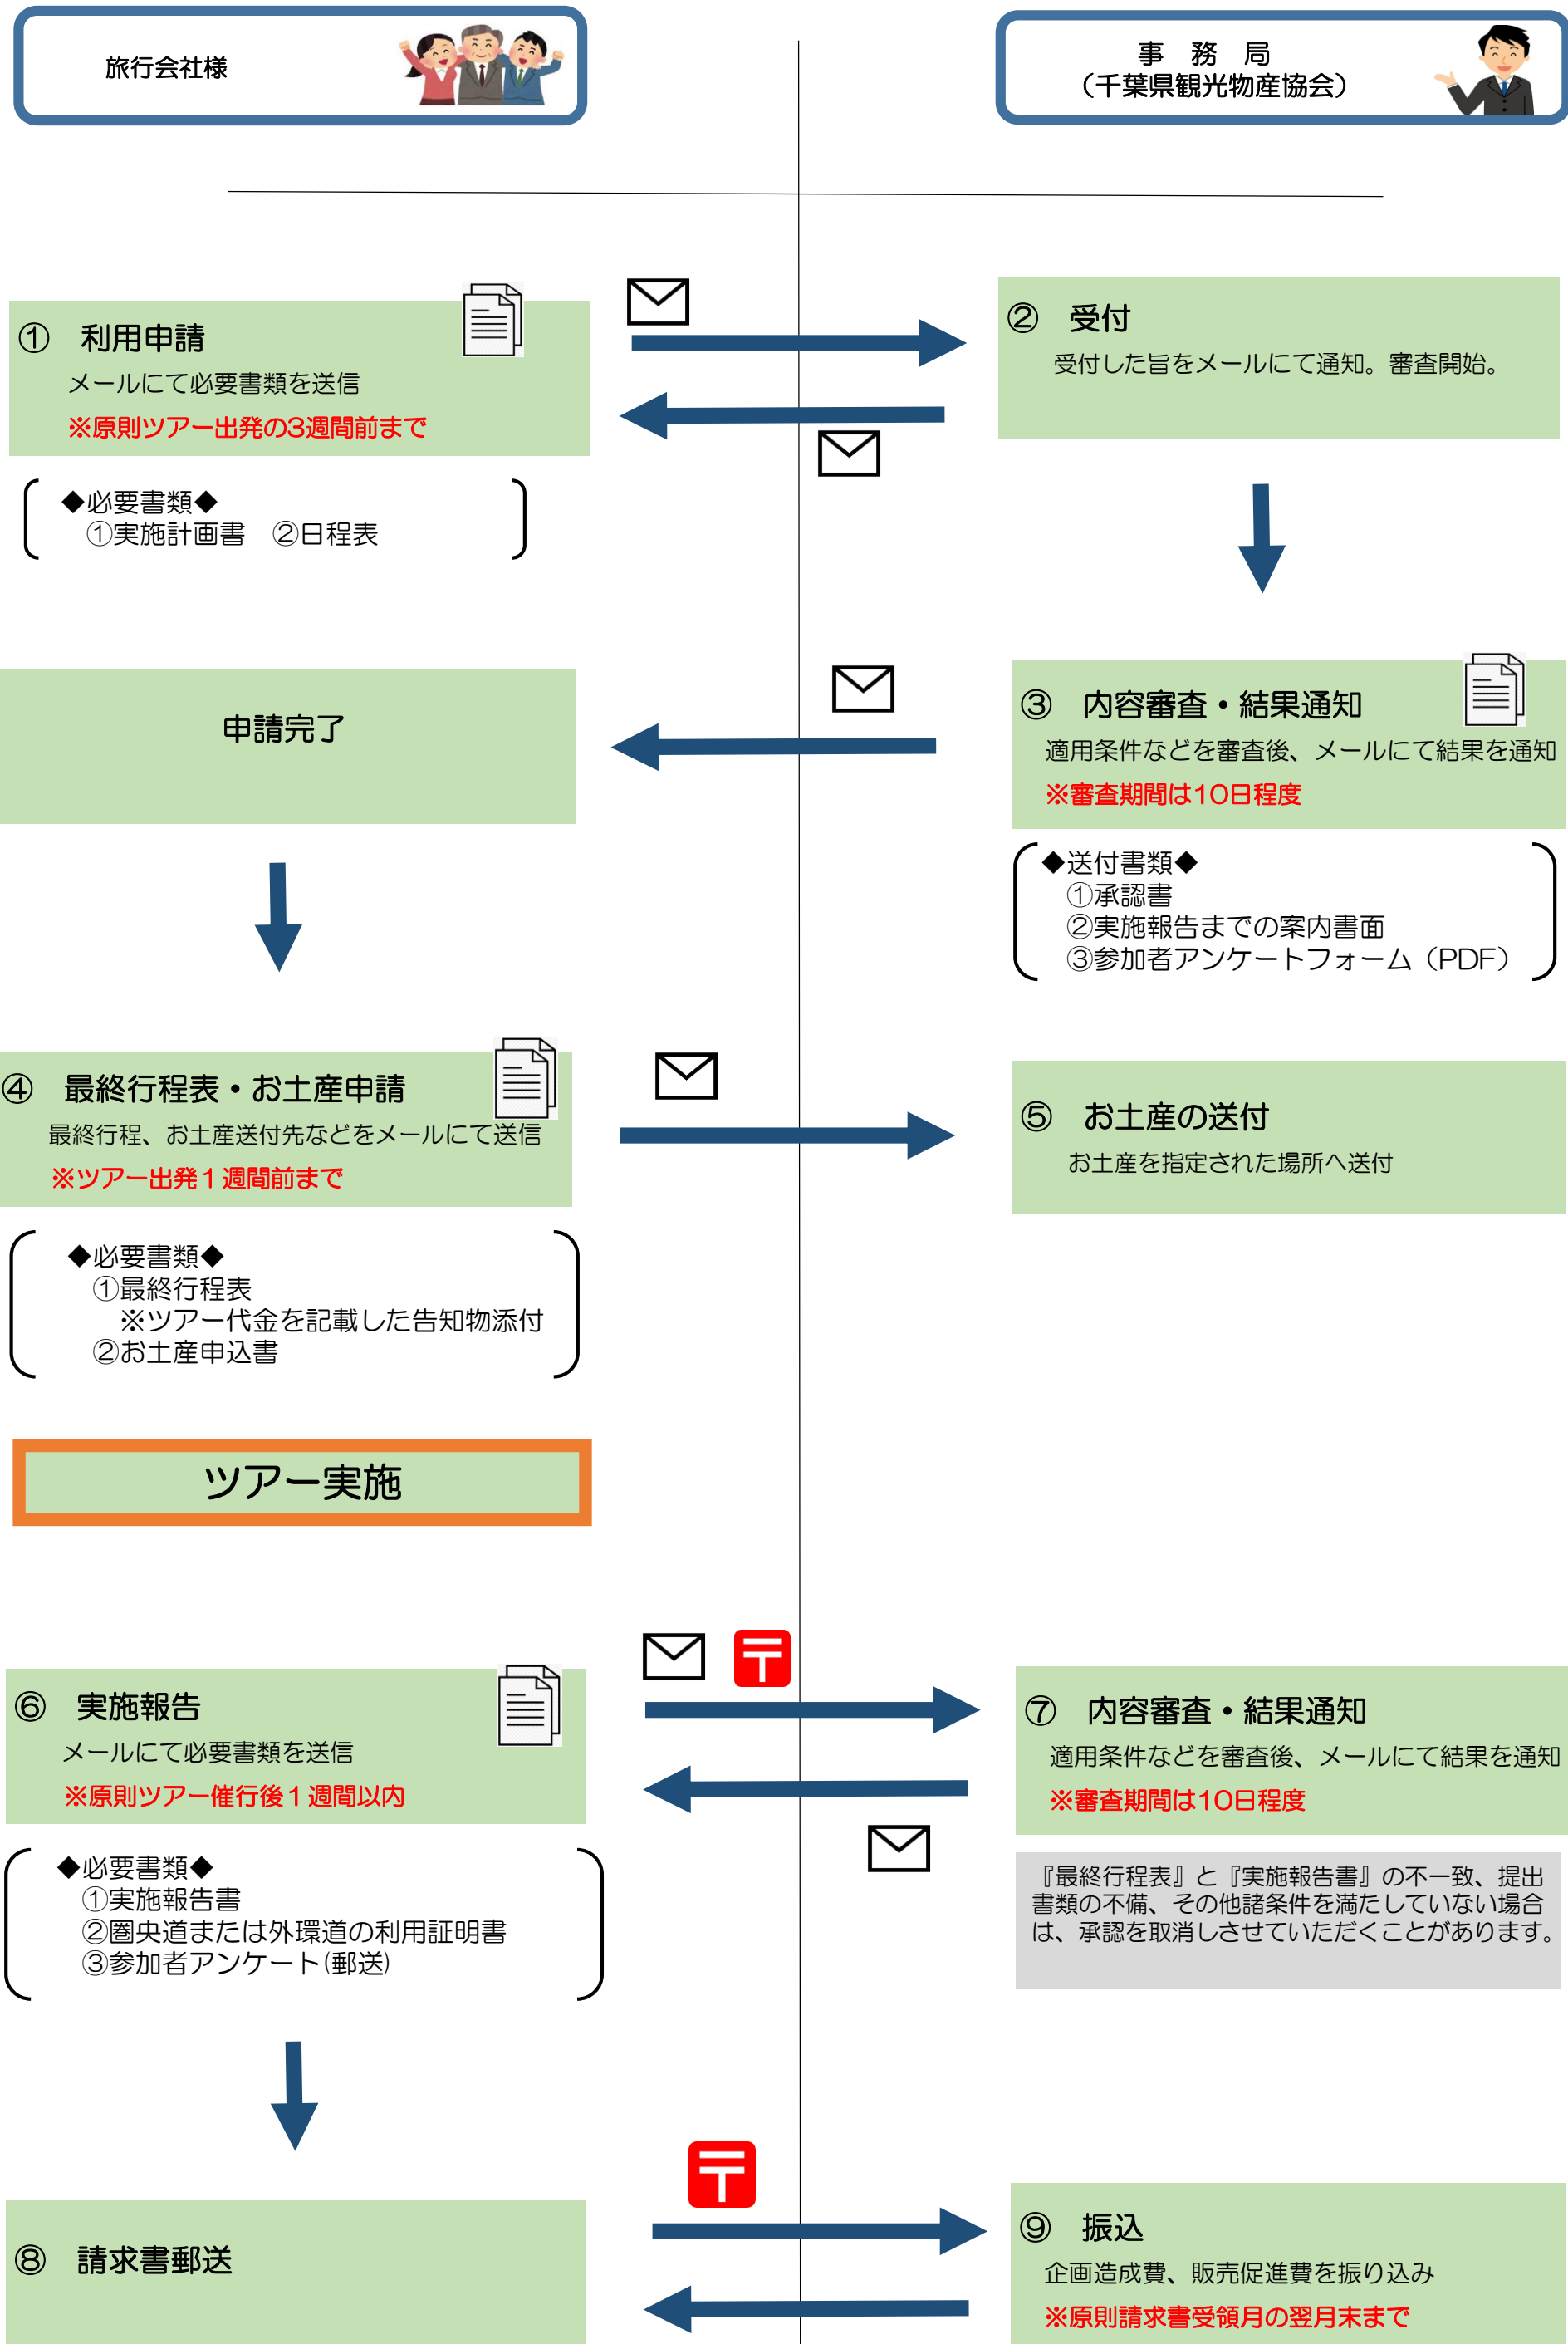 旅行会社様
事　務　局
（千葉県観光物産協会）
①　利用申請
メールにて必要書類を送信
※原則ツアー出発の3週間前まで
◆必要書類◆
①実施計画書　②日程表
②　受付
受付した旨をメールにて通知。審査開始。
申請完了
③　内容審査・結果通知
適用条件などを審査後、メールにて結果を通知
※審査期間は10日程度
◆送付書類◆
①承認書
②実施報告までの案内書面
③参加者アンケートフォーム（PDF）
④　最終行程表・お土産申請
最終行程、お土産送付先などをメールにて送信
※ツアー出発１週間前まで
◆必要書類◆
①最終行程表
※ツアー代金を記載した告知物添付
②お土産申込書
⑤　お土産の送付
お土産を指定された場所へ送付
ツアー実施
〒
⑥　実施報告
メールにて必要書類を送信
※原則ツアー催行後１週間以内
◆必要書類◆
①実施報告書
②圏央道または外環道の利用証明書
③参加者アンケート(郵送)
⑦　内容審査・結果通知
適用条件などを審査後、メールにて結果を通知
※審査期間は10日程度
『最終行程表』と『実施報告書』の不一致、提出
書類の不備、その他諸条件を満たしていない場合
は、承認を取消しさせていただくことがあります。
〒
⑧　請求書郵送
⑨　振込
企画造成費、販売促進費を振り込み
※原則請求書受領月の翌月末まで